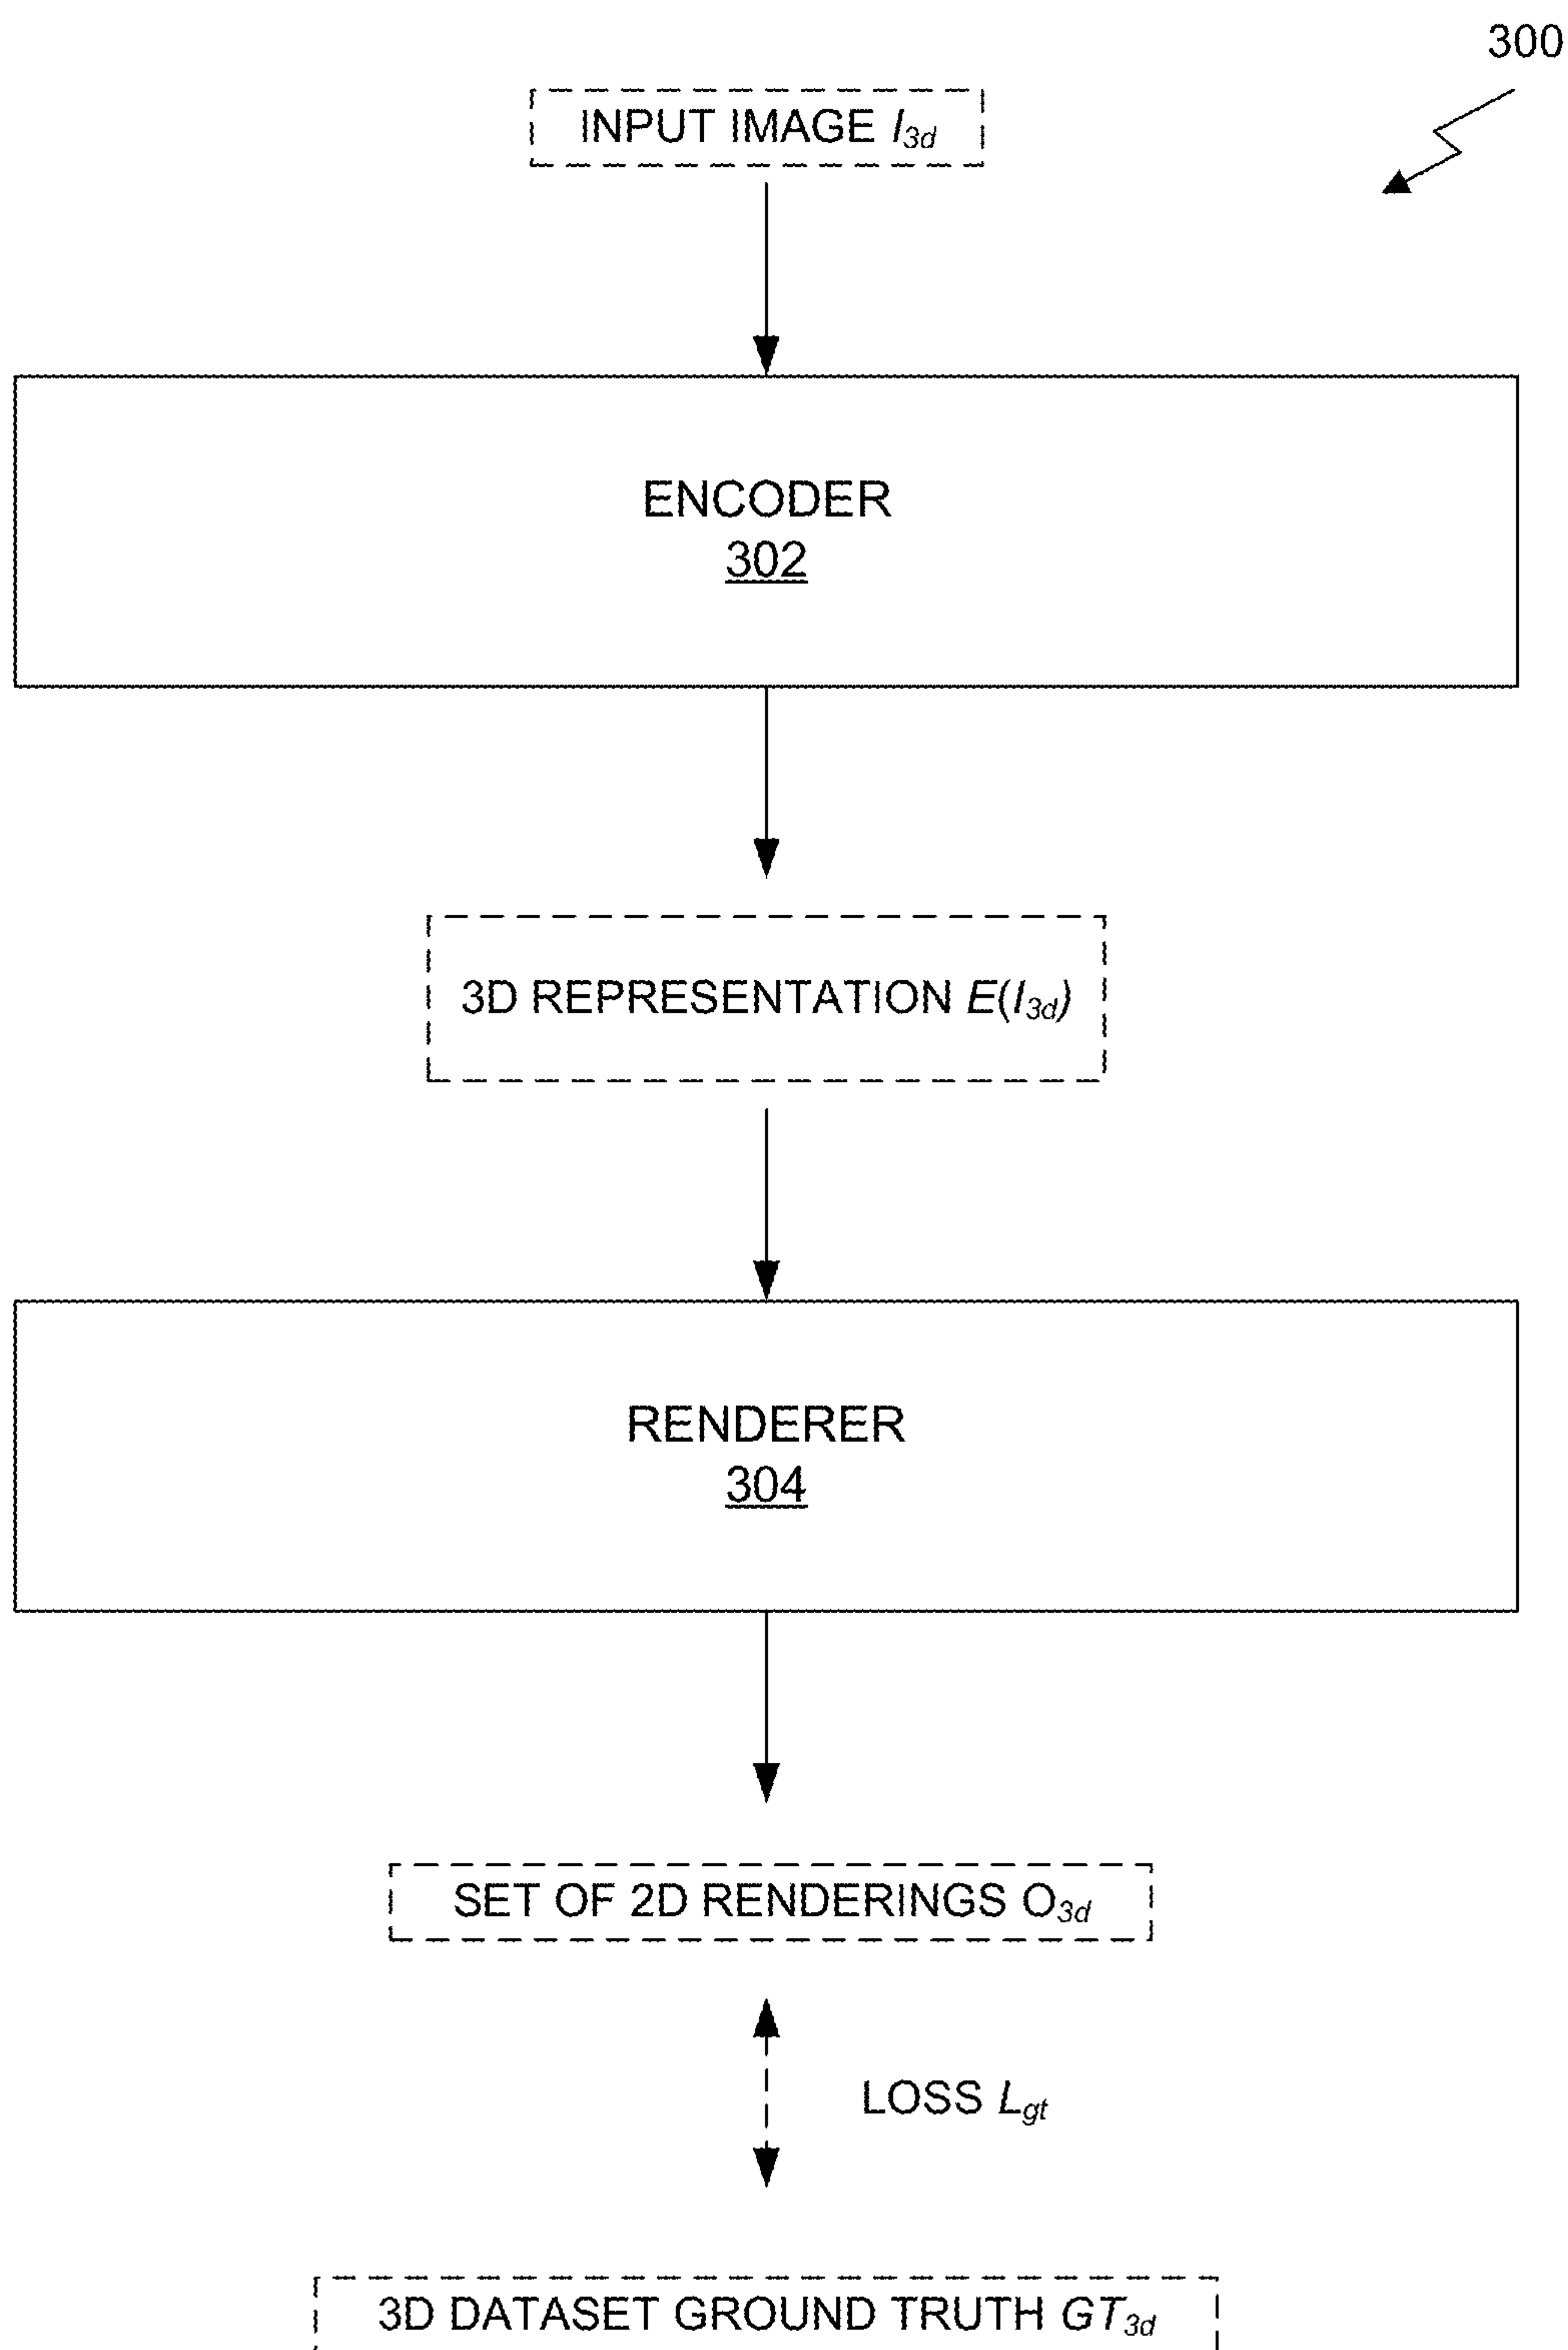 300
INPUT IMAGE I3d
ENCODER
302
3D REPRESENTATION E(I3d)
RENDERER
304
SET OF 2D RENDERINGS O3d
LOSS Lgt
3D DATASET GROUND TRUTH GT3d